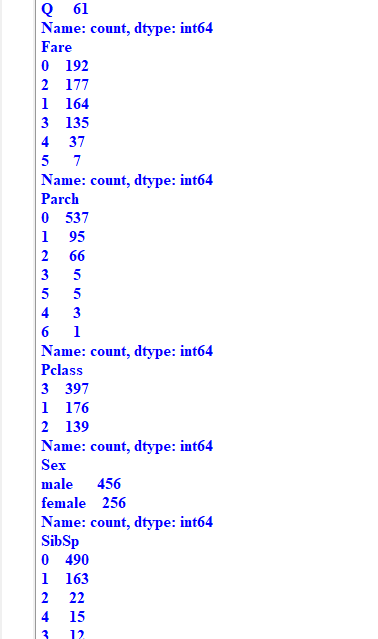 Q 61
Name: count, dtype: int64
Fare
0 192
2 177
1 164
3 135
4 37
5 7
Name: count, dtype: int64
Parch
0 537
1 95
2 66
3 5
5 5
4 3
6 1
Name: count, dtype: int64
Pclass
3 397
1 176
2 139
Name: count, dtype: int64
Sex
male 456
female 256
Name: count, dtype: int64
SibSp
0 490
1 163
2 22
4 15
3 12